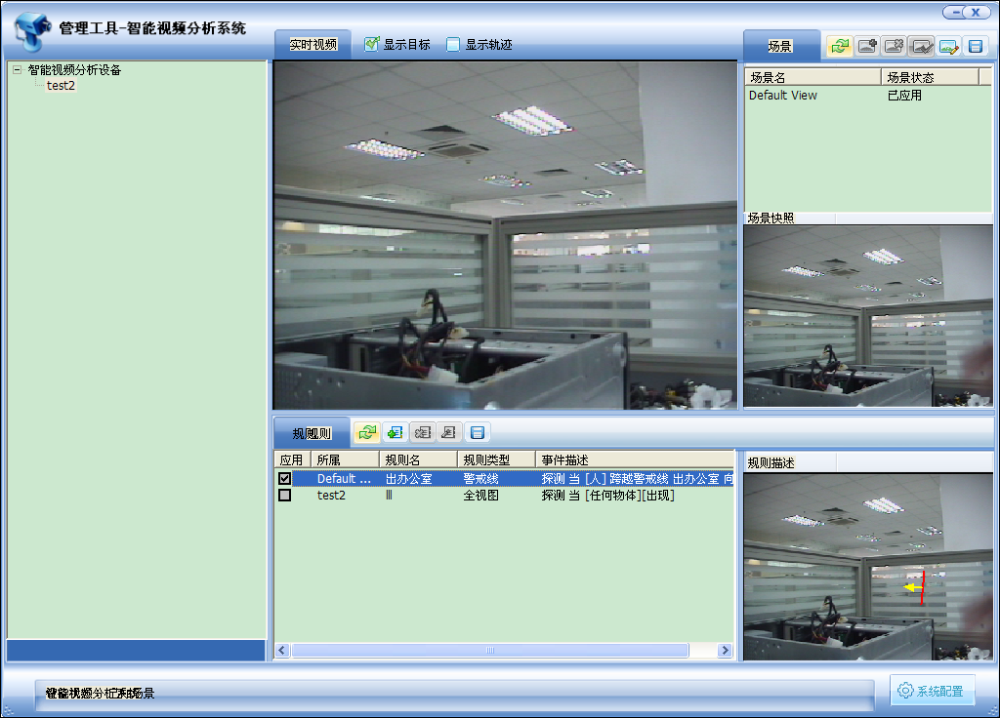 管理工具-智能视频分析系统
实时视频 显示目标 显示轨迹
场景
智能视频分析设备
test2
场景名 场景状态
Default View 已应用
场景快照
规则
应用 所属 规则名 规则类型 事件描述
Default ... 出办公室 警戒线 探测 当 [人] 跨越警戒线 出办公室 向
test2 lll 全视图 探测 当 [任何物体][出现]
规则描述
系统配置